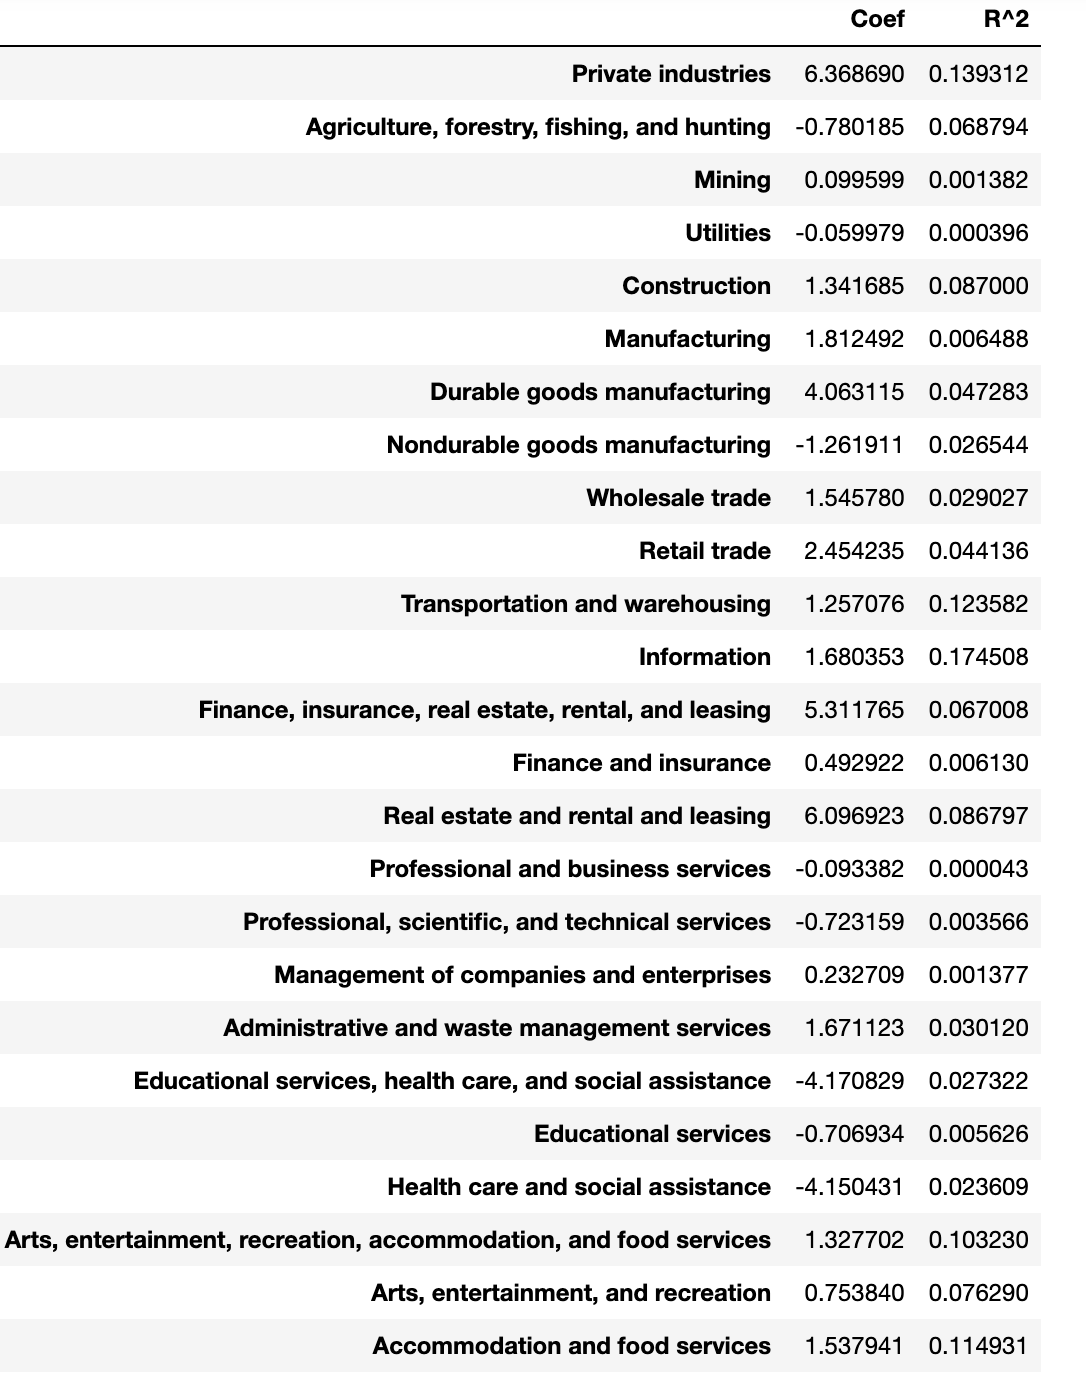 Coef R^2
Private industries 6.368690 0.139312
Agriculture, forestry, fishing, and hunting -0.780185 0.068794
Mining 0.099599 0.001382
Utilities -0.059979 0.000396
Construction 1.341685 0.087000
Manufacturing 1.812492 0.006488
Durable goods manufacturing 4.063115 0.047283
Nondurable goods manufacturing -1.261911 0.026544
Wholesale trade 1.545780 0.029027
Retail trade 2.454235 0.044136
Transportation and warehousing 1.257076 0.123582
Information 1.680353 0.174508
Finance, insurance, real estate, rental, and leasing 5.311765 0.067008
Finance and insurance 0.492922 0.006130
Real estate and rental and leasing 6.096923 0.086797
Professional and business services -0.093382 0.000043
Professional, scientific, and technical services -0.723159 0.003566
Management of companies and enterprises 0.232709 0.001377
Administrative and waste management services 1.671123 0.030120
Educational services, health care, and social assistance -4.170829 0.027322
Educational services -0.706934 0.005626
Health care and social assistance -4.150431 0.023609
Arts, entertainment, recreation, accommodation, and food services 1.327702 0.103230
Arts, entertainment, and recreation 0.753840 0.076290
Accommodation and food services 1.537941 0.114931